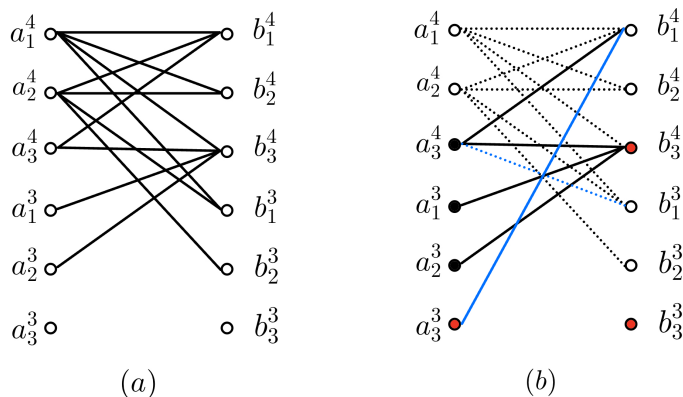 a_1^4 b_1^4 a_1^4 b_1^4
a_2^4 b_2^4 a_2^4 b_2^4
a_3^4 b_3^4 a_3^4 b_3^4
a_1^3 b_1^3 a_1^3 b_1^3
a_2^3 b_2^3 a_2^3 b_2^3
a_3^3 b_3^3 a_3^3 b_3^3
(a) (b)